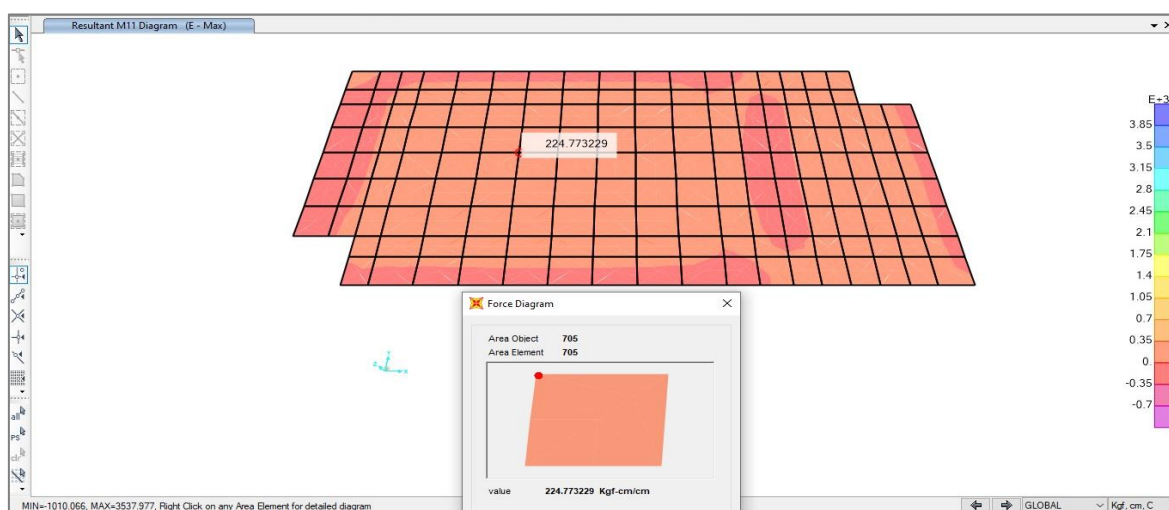 Resultant M11 Diagram (E - Max)
224.773229
E+3
3.85
3.5
3.15
2.8
2.45
2.1
1.75
1.4
1.05
0.7
0.35
0.
-0.35
-0.7
Force Diagram
Area Object 705
Area Element 705
value 224.773229 Kgf-cm/cm
all
PS
clr
MIN=-1010.066, MAX=3537.977, Right Click on any Area Element for detailed diagram
GLOBAL
Kgf, cm, C